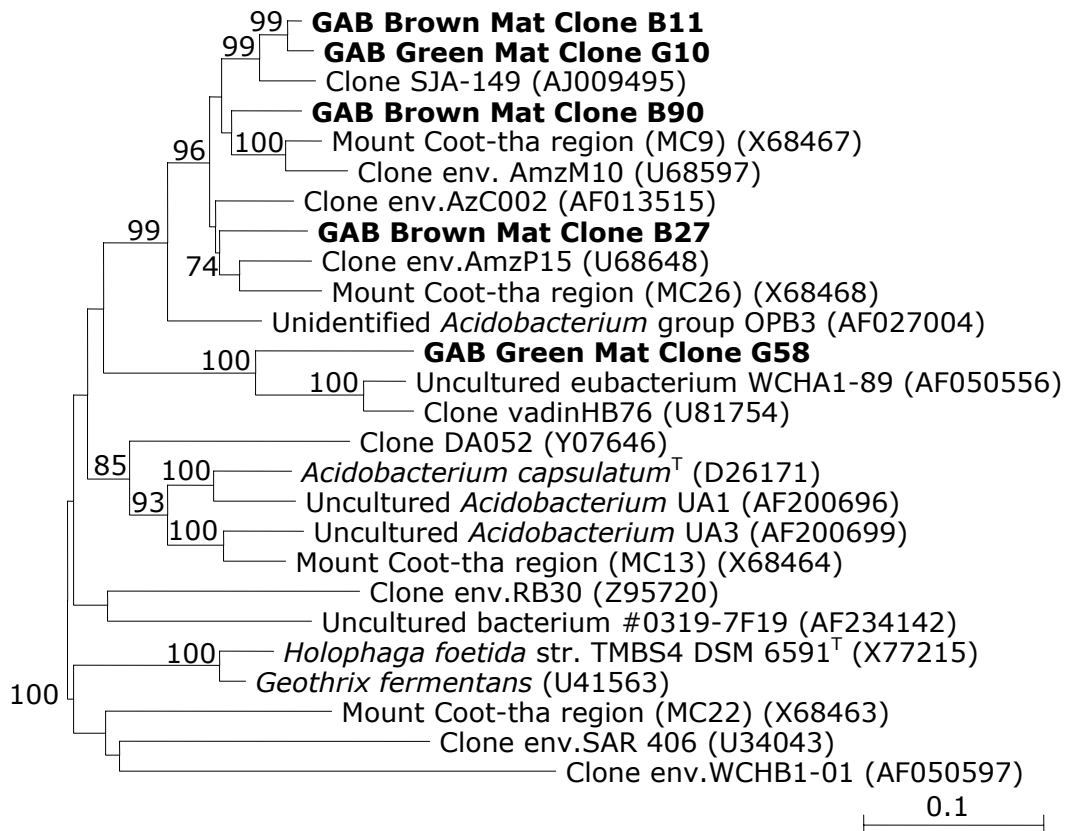 99 GAB Brown Mat Clone B11
99 GAB Green Mat Clone G10
Clone SJA-149 (AJ009495)
GAB Brown Mat Clone B90
96 100 Mount Coot-tha region (MC9) (X68467)
Clone env. AmzM10 (U68597)
Clone env.AzC002 (AF013515)
99 GAB Brown Mat Clone B27
74 Clone env.AmzP15 (U68648)
Mount Coot-tha region (MC26) (X68468)
Unidentified Acidobacterium group OPB3 (AF027004)
100 GAB Green Mat Clone G58
100 Uncultured eubacterium WCHA1-89 (AF050556)
Clone vadinHB76 (U81754)
Clone DA052 (Y07646)
85 100 Acidobacterium capsulatumT (D26171)
93 Uncultured Acidobacterium UA1 (AF200696)
100 Uncultured Acidobacterium UA3 (AF200699)
Mount Coot-tha region (MC13) (X68464)
Clone env.RB30 (Z95720)
Uncultured bacterium #0319-7F19 (AF234142)
100 Holophaga foetida str. TMBS4 DSM 6591T (X77215)
100 Geothrix fermentans (U41563)
Mount Coot-tha region (MC22) (X68463)
Clone env.SAR 406 (U34043)
Clone env.WCHB1-01 (AF050597)
0.1